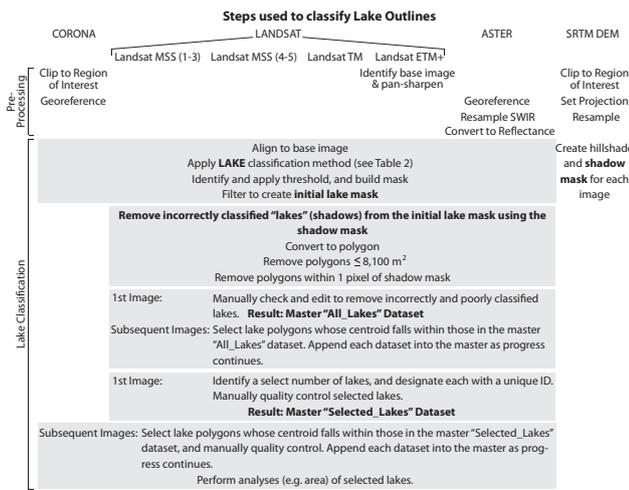 Steps used to classify Lake Outlines
CORONA LANDSAT ASTER SRTM DEM
Landsat MSS (1-3) Landsat MSS (4-5) Landsat TM Landsat ETM+
Pre-
Processing
Clip to Region
of Interest
Georeference
Identify base image
& pan-sharpen
Georeference
Resample SWIR
Convert to Reflectance
Clip to Region
of Interest
Set Projection
Resample
Lake Classification
Align to base image
Apply LAKE classification method (see Table 2)
Identify and apply threshold, and build mask
Filter to create initial lake mask
Create hillshade
and shadow
mask for each
image
Remove incorrectly classified "lakes" (shadows) from the initial lake mask using the
shadow mask
Convert to polygon
Remove polygons ≤ 8,100 m²
Remove polygons within 1 pixel of shadow mask
1st Image: Manually check and edit to remove incorrectly and poorly classified
lakes. Result: Master "All_Lakes" Dataset
Subsequent Images: Select lake polygons whose centroid falls within those in the master
"All_Lakes" dataset. Append each dataset into the master as progress
continues.
1st Image: Identify a select number of lakes, and designate each with a unique ID.
Manually quality control selected lakes.
Result: Master "Selected_Lakes" Dataset
Subsequent Images: Select lake polygons whose centroid falls within those in the master "Selected_Lakes"
dataset, and manually quality control. Append each dataset into the master as prog-
ress continues.
Perform analyses (e.g. area) of selected lakes.